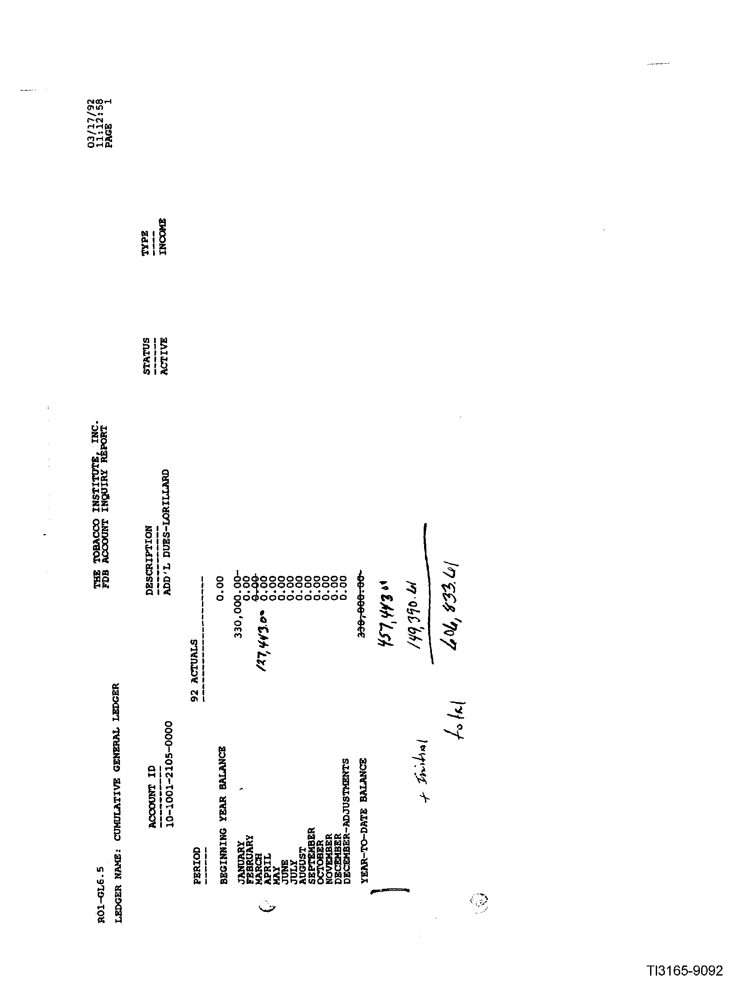 03/17/92
11:12:58
PAGE 1
THE TOBACCO INSTITUTE, INC.
FDB ACCOUNT INQUIRY REPORT
R01-GL6.5
LEDGER NAME: CUMULATIVE GENERAL LEDGER
ACCOUNT ID DESCRIPTION STATUS TYPE
---------- ----------- ------ ----
10-1001-2105-0000 ADD'L DUES-LORILLARD ACTIVE INCOME
PERIOD 92 ACTUALS
------ --------------------
BEGINNING YEAR BALANCE 0.00
JANUARY 330,000.00-
FEBRUARY 0.00
MARCH 127,443.00 0.00
APRIL 0.00
MAY 0.00
JUNE 0.00
JULY 0.00
AUGUST 0.00
SEPTEMBER 0.00
OCTOBER 0.00
NOVEMBER 0.00
DECEMBER 0.00
DECEMBER-ADJUSTMENTS 0.00
YEAR-TO-DATE BALANCE 330,000.00-
457,443.00
+ Initial 149,390.61
total 606,833.61
TI3165-9092